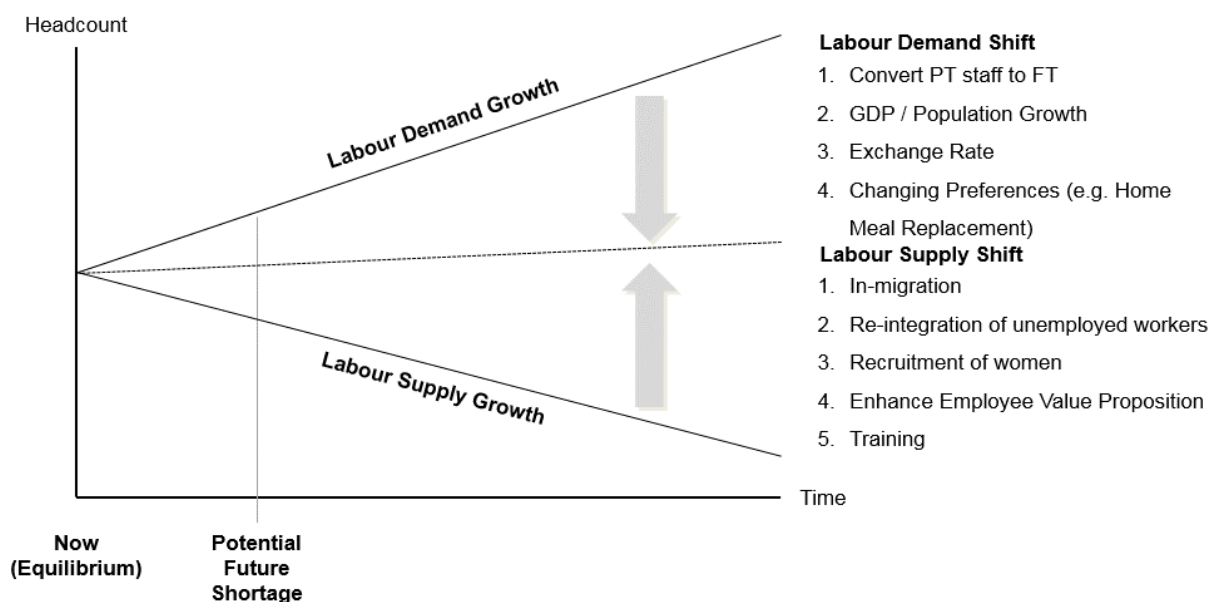 Headcount
Labour Demand Growth
Labour Supply Growth
Time
Now
(Equilibrium)
Potential
Future
Shortage
Labour Demand Shift
1. Convert PT staff to FT
2. GDP / Population Growth
3. Exchange Rate
4. Changing Preferences (e.g. Home
Meal Replacement)
Labour Supply Shift
1. In-migration
2. Re-integration of unemployed workers
3. Recruitment of women
4. Enhance Employee Value Proposition
5. Training